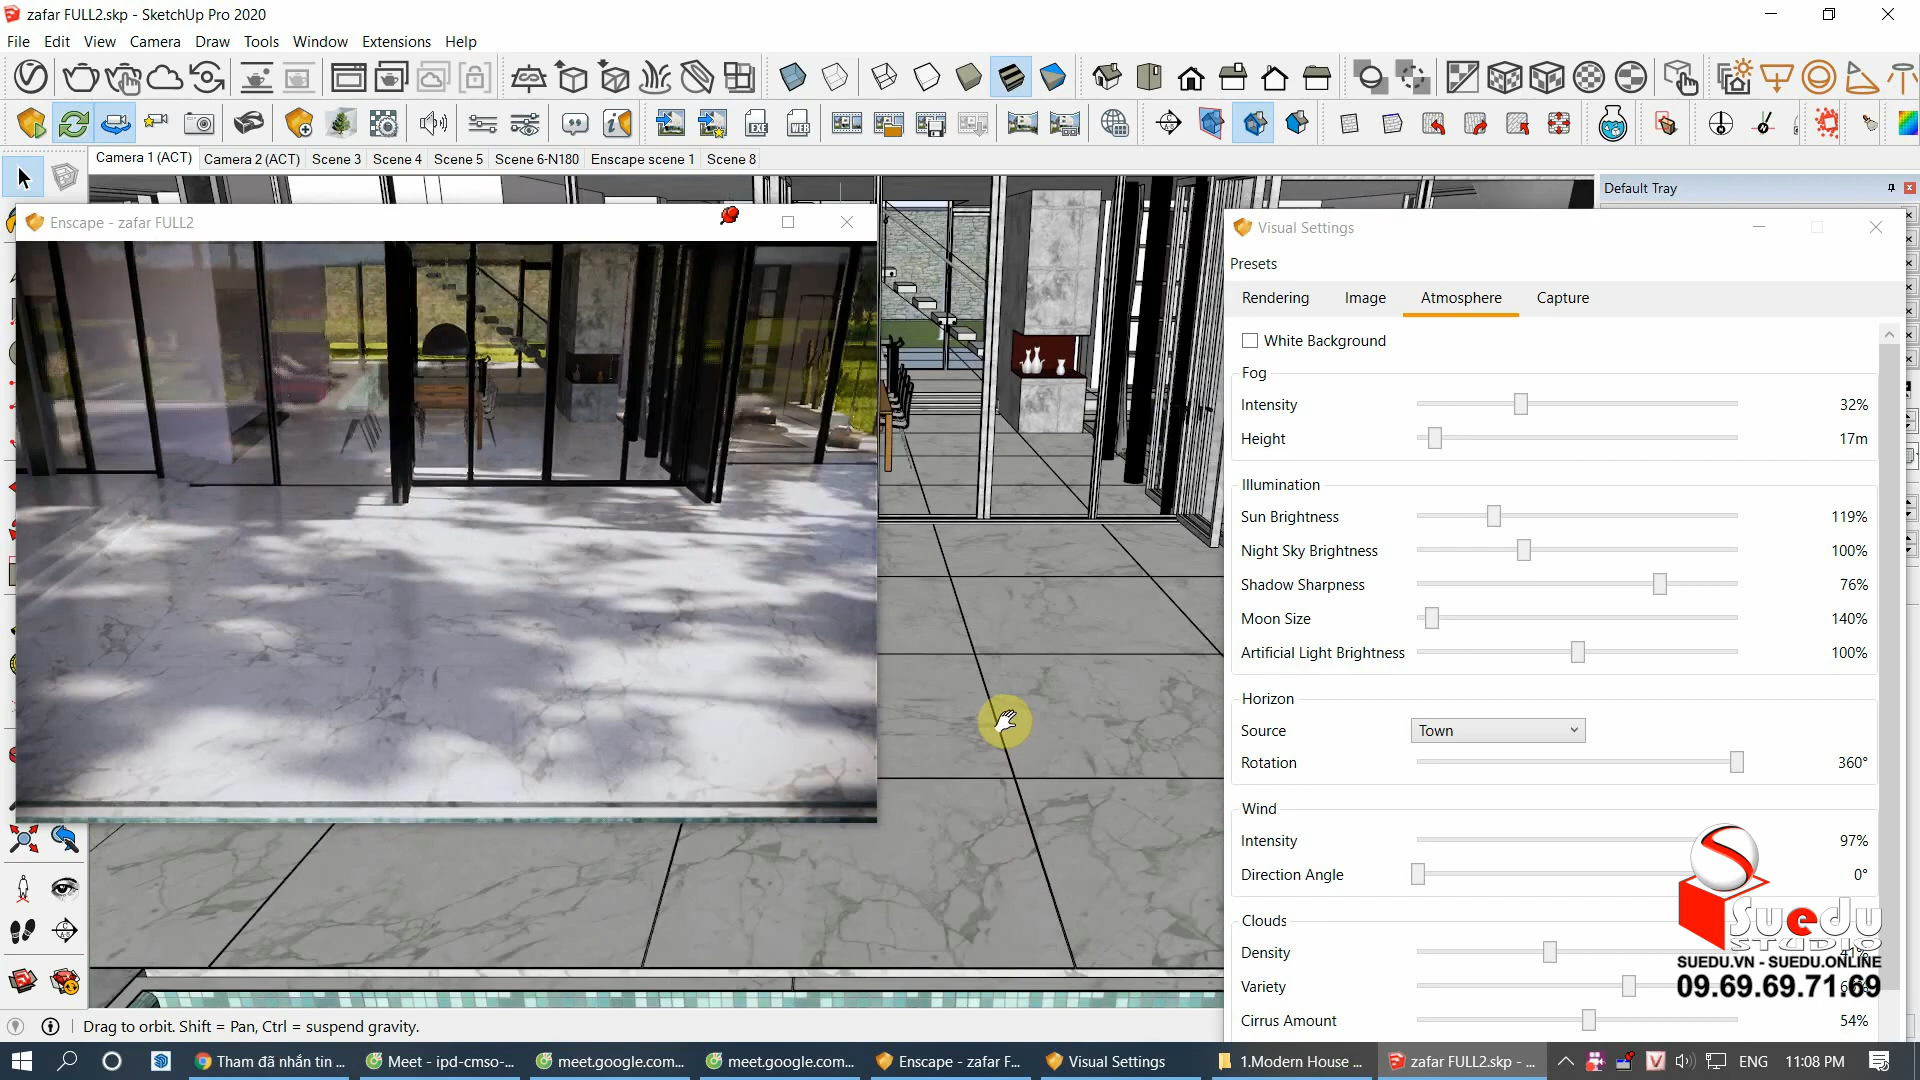 zafar FULL2.skp - SketchUp Pro 2020
File Edit View Camera Draw Tools Window Extensions Help
EXE WEB
Camera 1 (ACT) Camera 2 (ACT) Scene 3 Scene 4 Scene 5 Scene 6-N180 Enscape scene 1 Scene 8
Default Tray
Enscape - zafar FULL2
Visual Settings
Presets
Rendering Image Atmosphere Capture
White Background
Fog
Intensity 32%
Height 17m
Illumination
Sun Brightness 119%
Night Sky Brightness 100%
Shadow Sharpness 76%
Moon Size 140%
Artificial Light Brightness 100%
Horizon
Source Town
Rotation 360°
Wind
Intensity 97%
Direction Angle 0°
Clouds
Density 41%
Variety
Cirrus Amount 54%
Suedu
STUDIO
SUEDU.VN - SUEDU.ONLINE
09.69.69.71.69
Drag to orbit. Shift = Pan, Ctrl = suspend gravity.
Tham đã nhắn tin ... Meet - ipd-cmso-... meet.google.com... meet.google.com... Enscape - zafar F... Visual Settings 1.Modern House ... zafar FULL2.skp - ... ENG 11:08 PM